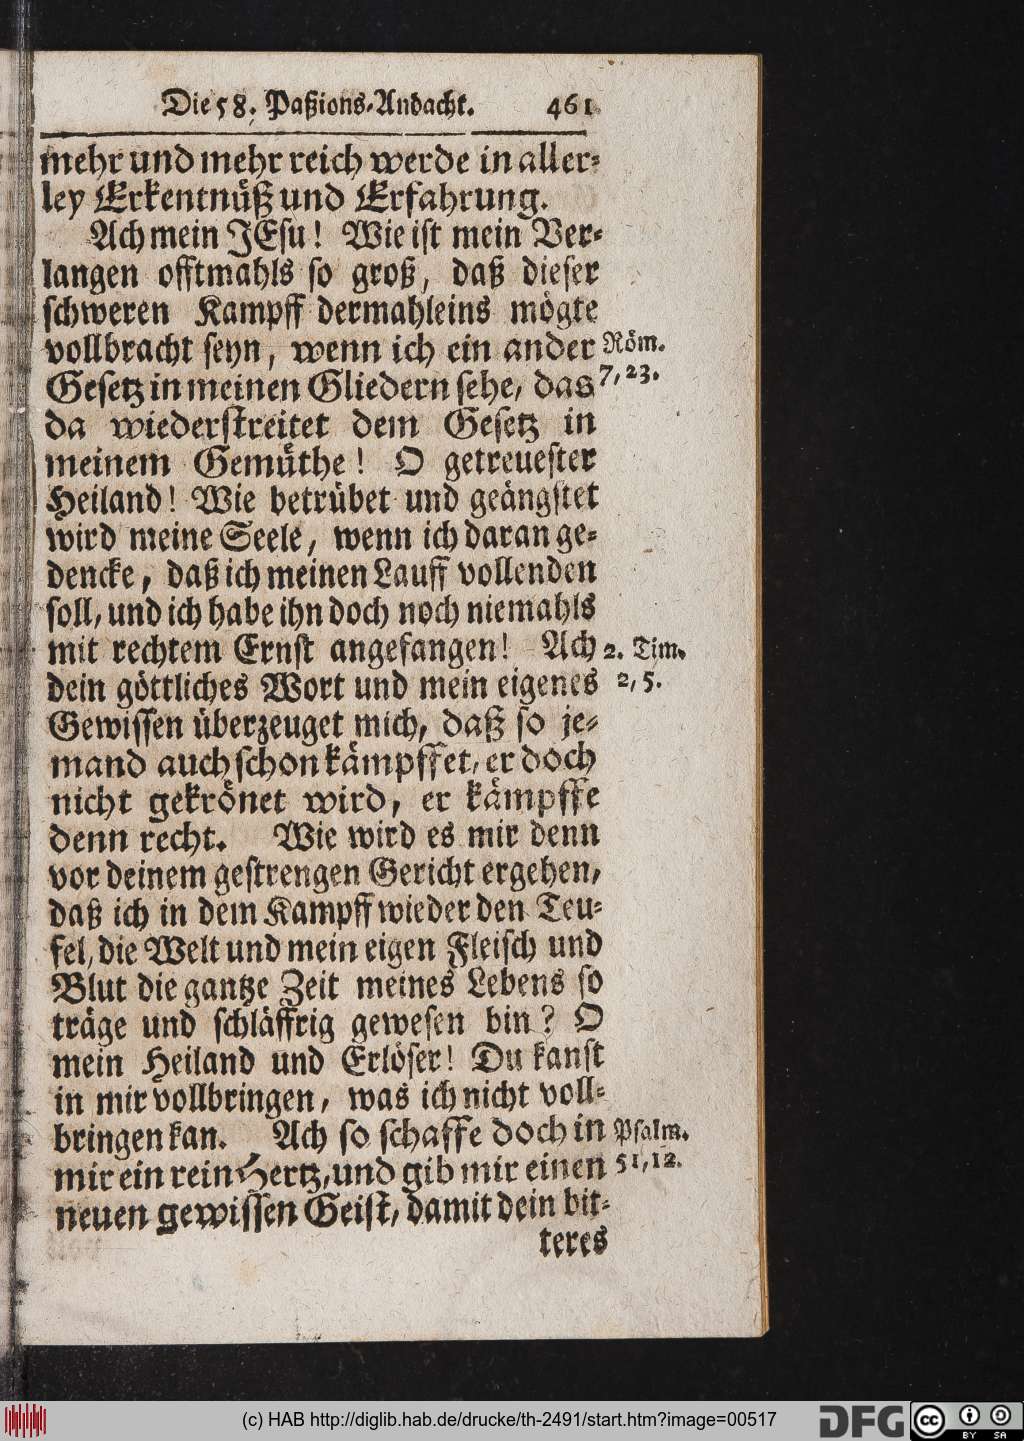 Die 58. Paßions-Andacht. 461
mehr und mehr reich werde in aller-
ley Erkentnüß und Erfahrung.
Ach mein JEsu! Wie ist mein Ver-
langen offtmahls so groß, daß dieser
schweren Kampff dermahleins mögte
vollbracht seyn, wenn ich ein ander Röm.
Gesetz in meinen Gliedern sehe, das 7, 23.
da wiederstreitet dem Gesetz in
meinem Gemüthe! O getreuester
Heiland! Wie betrübet und geängstet
wird meine Seele, wenn ich daran ge-
dencke, daß ich meinen Lauff vollenden
soll, und ich habe ihn doch noch niemahls
mit rechtem Ernst angefangen! Ach 2. Tim.
dein göttliches Wort und mein eigenes 2, 5.
Gewissen überzeuget mich, daß so je-
mand auch schon kämpffet, er doch
nicht gekrönet wird, er kämpffe
denn recht. Wie wird es mir denn
vor deinem gestrengen Gericht ergehen,
daß ich in dem Kampff wieder den Teu-
fel, die Welt und mein eigen Fleisch und
Blut die gantze Zeit meines Lebens so
träge und schläffrig gewesen bin? O
mein Heiland und Erlöser! Du kanst
in mir vollbringen, was ich nicht voll-
bringen kan. Ach so schaffe doch in Psalm.
mir ein rein Hertz, und gib mir einen 51, 12.
neuen gewissen Geist, damit dein bit-
teres
(c) HAB http://diglib.hab.de/drucke/th-2491/start.htm?image=00517
DFG cc BY SA